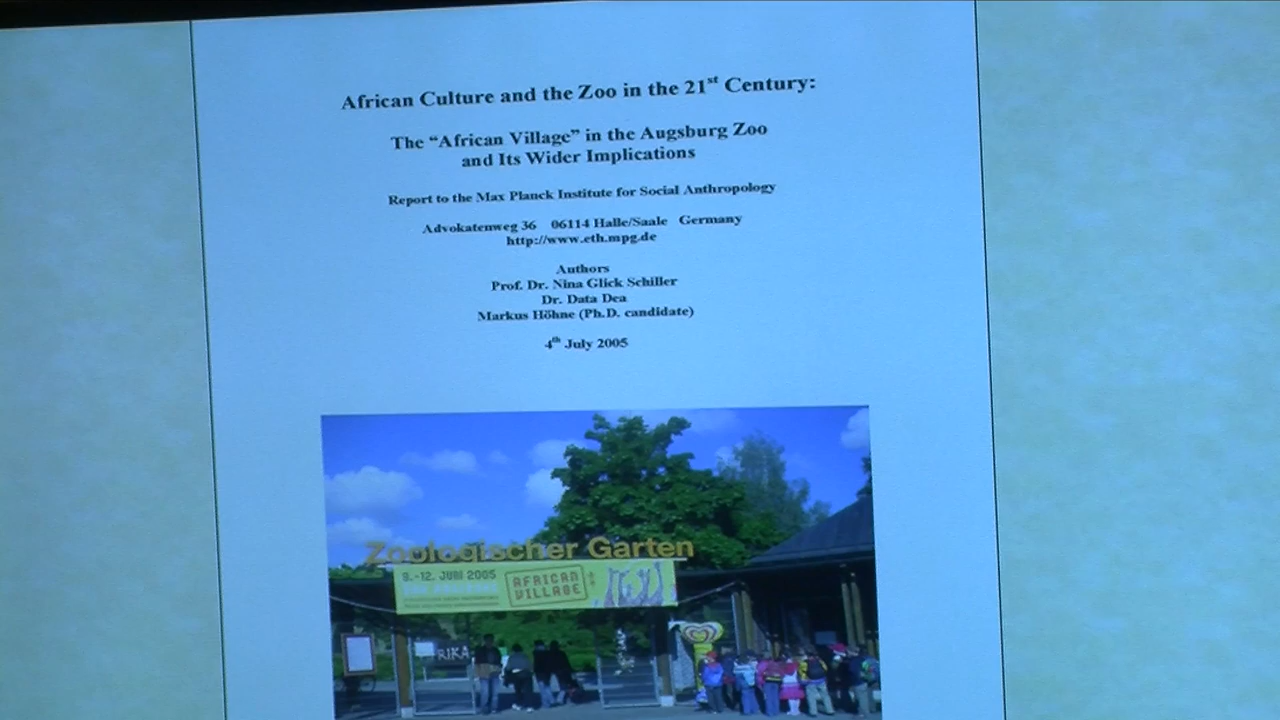 African Culture and the Zoo in the 21st Century:
The “African Village” in the Augsburg Zoo
and Its Wider Implications
Report to the Max Planck Institute for Social Anthropology
Advokatenweg 36 06114 Halle/Saale Germany
http://www.eth.mpg.de
Authors
Prof. Dr. Nina Glick Schiller
Dr. Data Dea
Markus Höhne (Ph.D. candidate)
4th July 2005
Zoologischer Garten
9.-12. JUNI 2005
AFRICAN
VILLAGE
RIKA